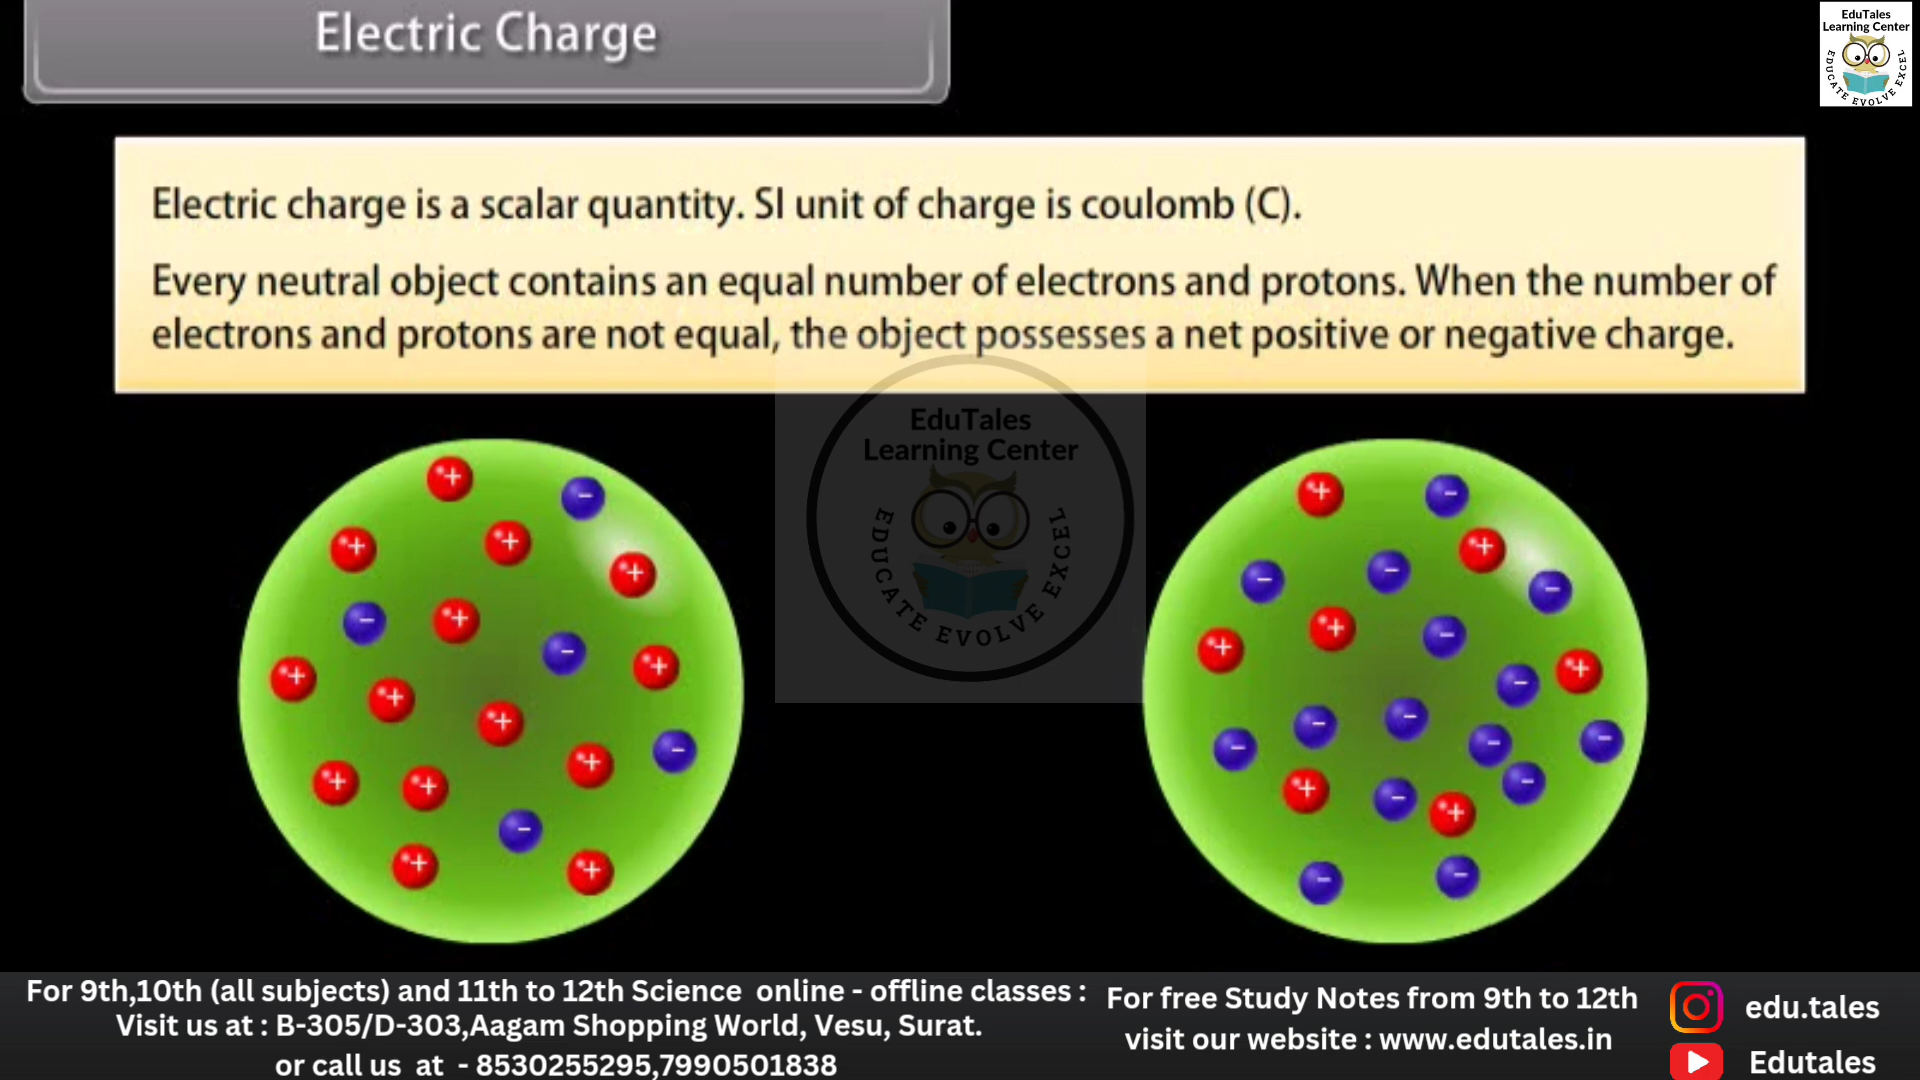 Electric Charge
EduTales
Learning Center
EDUCATE EVOLVE EXCEL
Electric charge is a scalar quantity. SI unit of charge is coulomb (C).
Every neutral object contains an equal number of electrons and protons. When the number of
electrons and protons are not equal, the object possesses a net positive or negative charge.
EduTales
Learning Center
EDUCATE EVOLVE EXCEL
For 9th,10th (all subjects) and 11th to 12th Science online - offline classes :
Visit us at : B-305/D-303,Aagam Shopping World, Vesu, Surat.
or call us at - 8530255295,7990501838
For free Study Notes from 9th to 12th
visit our website : www.edutales.in
edu.tales
Edutales